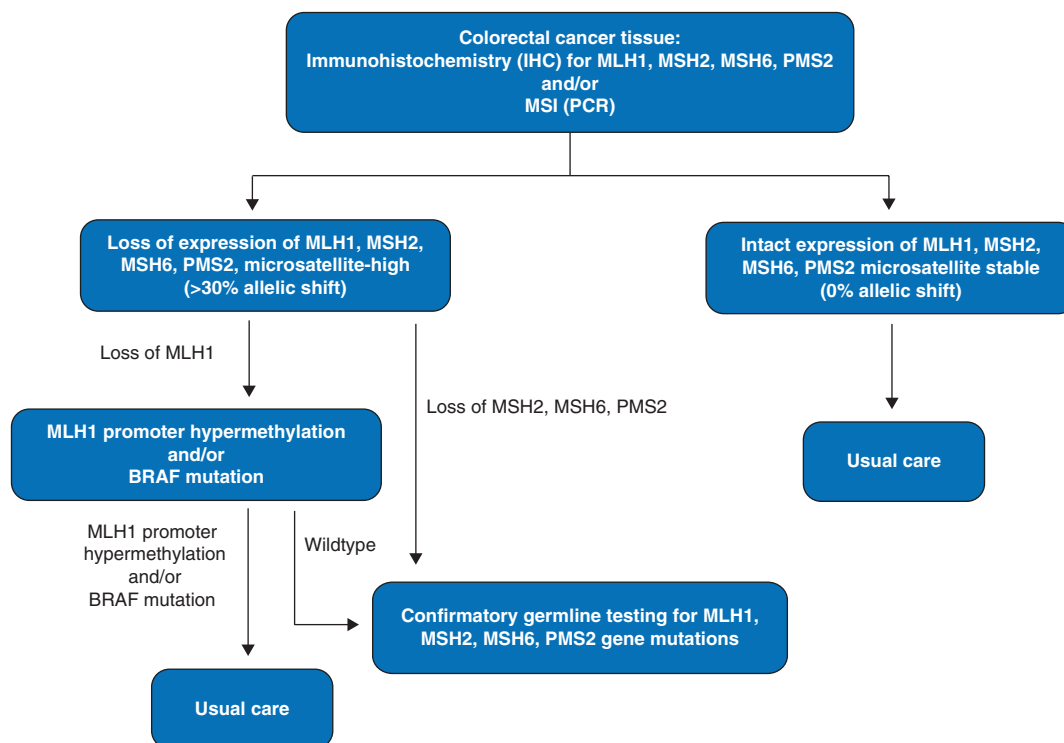 Colorectal cancer tissue:
Immunohistochemistry (IHC) for MLH1, MSH2, MSH6, PMS2
and/or
MSI (PCR)
Loss of expression of MLH1, MSH2,
MSH6, PMS2, microsatellite-high
(>30% allelic shift)
Intact expression of MLH1, MSH2,
MSH6, PMS2 microsatellite stable
(0% allelic shift)
Loss of MLH1
Loss of MSH2, MSH6, PMS2
MLH1 promoter hypermethylation
and/or
BRAF mutation
Usual care
MLH1 promoter
hypermethylation
and/or
BRAF mutation
Wildtype
Confirmatory germline testing for MLH1,
MSH2, MSH6, PMS2 gene mutations
Usual care